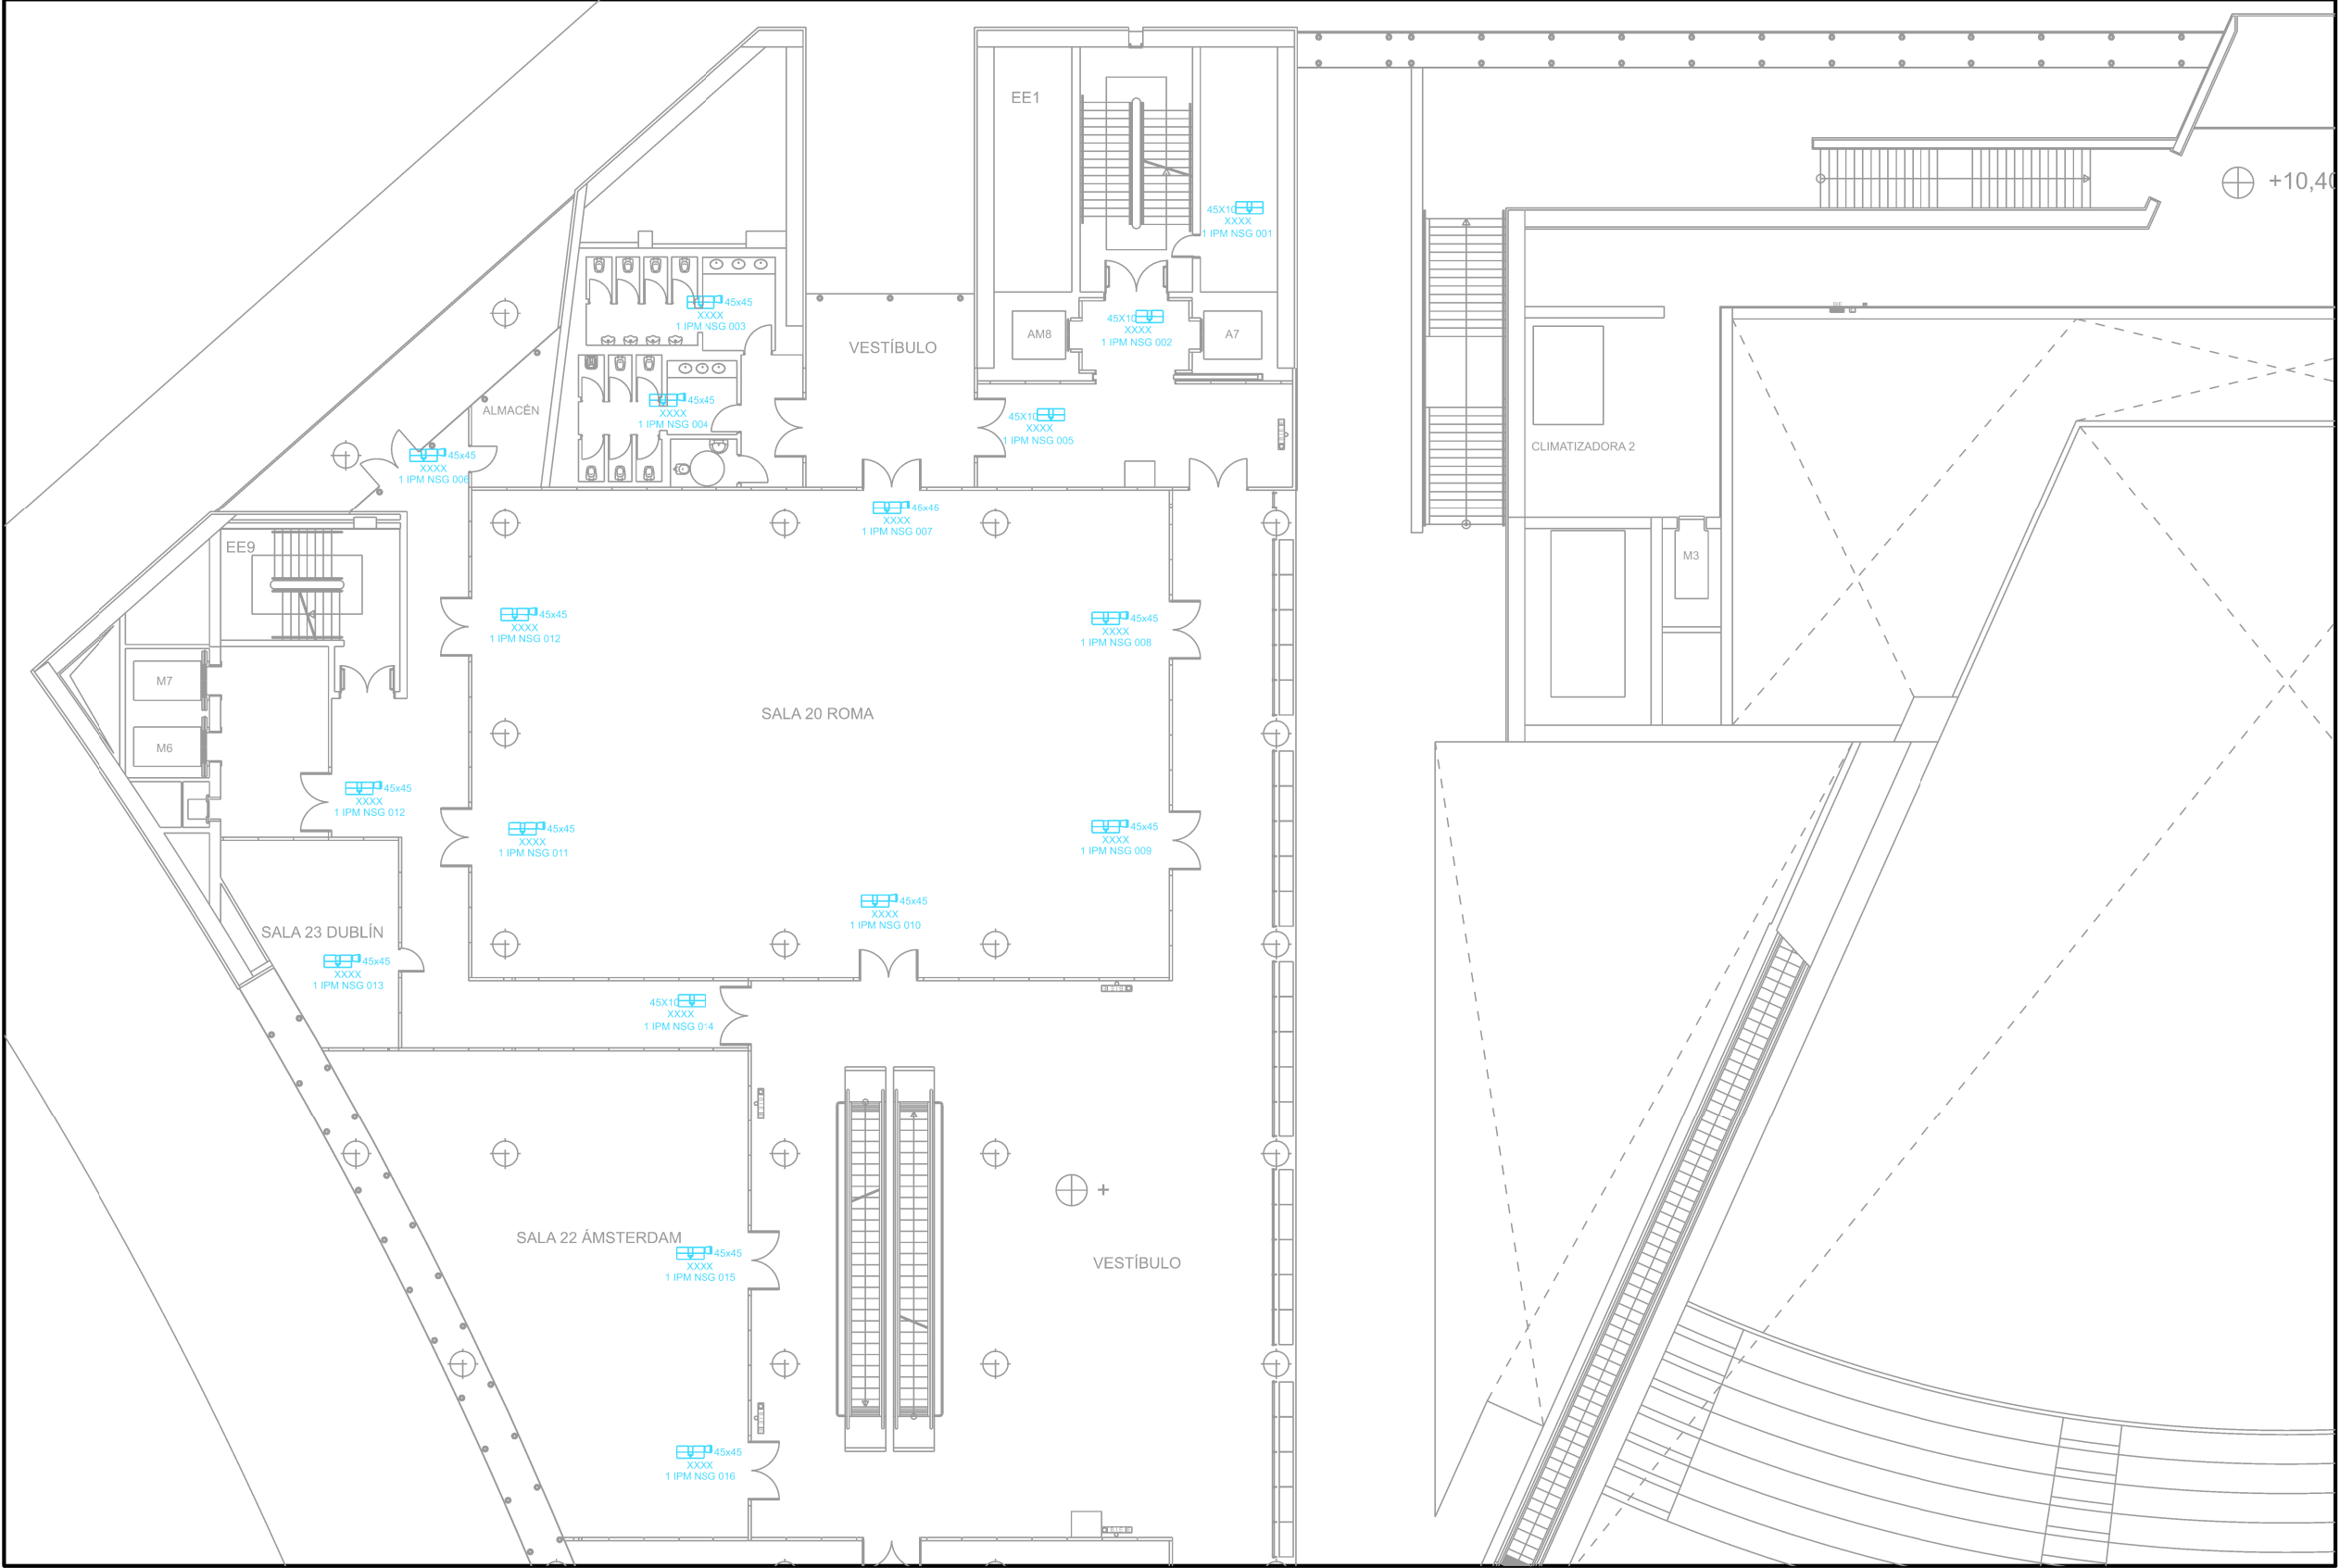 EE1
+10,40
45X10
XXXX
1 IPM NSG 001
45x45
XXXX
1 IPM NSG 003
45X10
XXXX
1 IPM NSG 002
AM8
A7
VESTÍBULO
45x45
XXXX
1 IPM NSG 004
ALMACÉN
45X10
XXXX
1 IPM NSG 005
CLIMATIZADORA 2
45x45
XXXX
1 IPM NSG 006
46x46
XXXX
1 IPM NSG 007
EE9
M3
45x45
XXXX
1 IPM NSG 012
45x45
XXXX
1 IPM NSG 008
M7
SALA 20 ROMA
M6
45x45
XXXX
1 IPM NSG 012
45x45
XXXX
1 IPM NSG 011
45x45
XXXX
1 IPM NSG 009
45x45
XXXX
1 IPM NSG 010
SALA 23 DUBLÍN
45x45
XXXX
1 IPM NSG 013
45X10
XXXX
1 IPM NSG 014
+
SALA 22 ÁMSTERDAM
45x45
XXXX
1 IPM NSG 015
VESTÍBULO
45x45
XXXX
1 IPM NSG 016